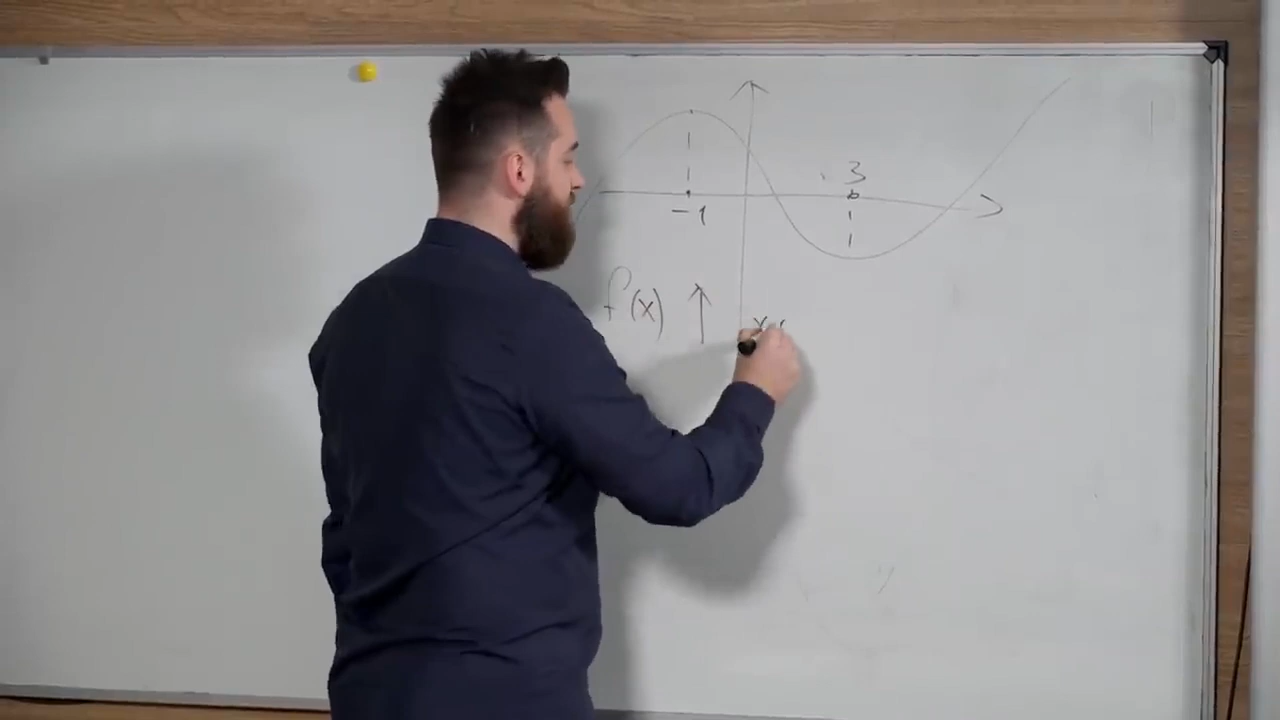 3
-1
f(x) ↑ x